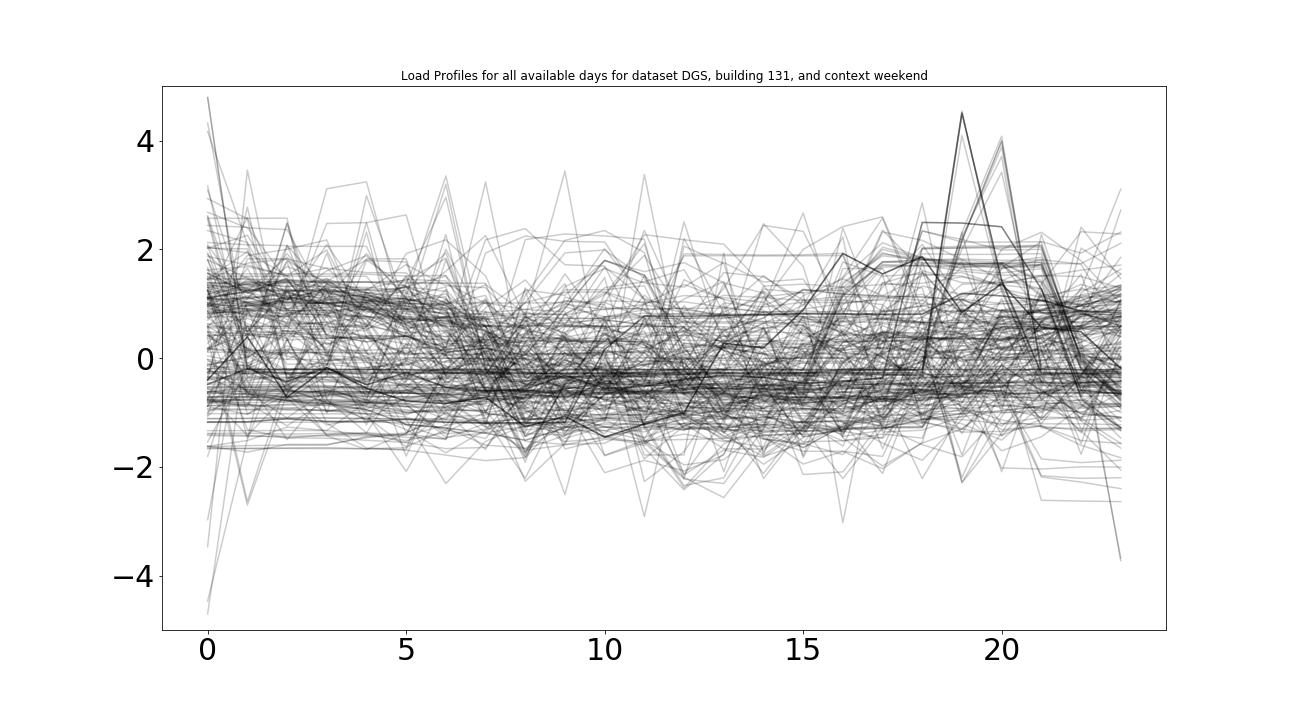 Load Profiles for all available days for dataset DGS, building 131, and context weekend
4
2
0
−2
−4
0 5 10 15 20